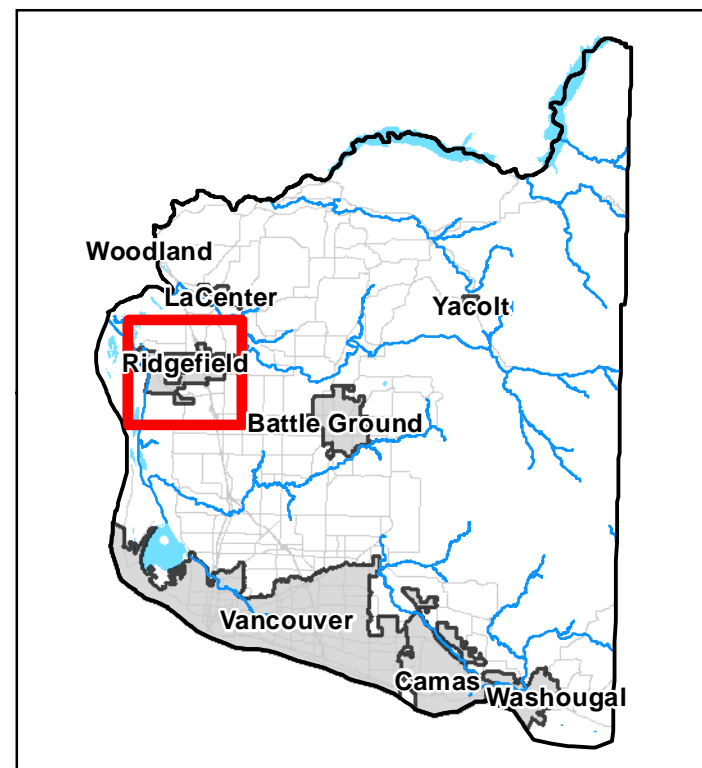 Woodland
LaCenter
Yacolt
Ridgefield
Battle Ground
Vancouver
Camas
Washougal